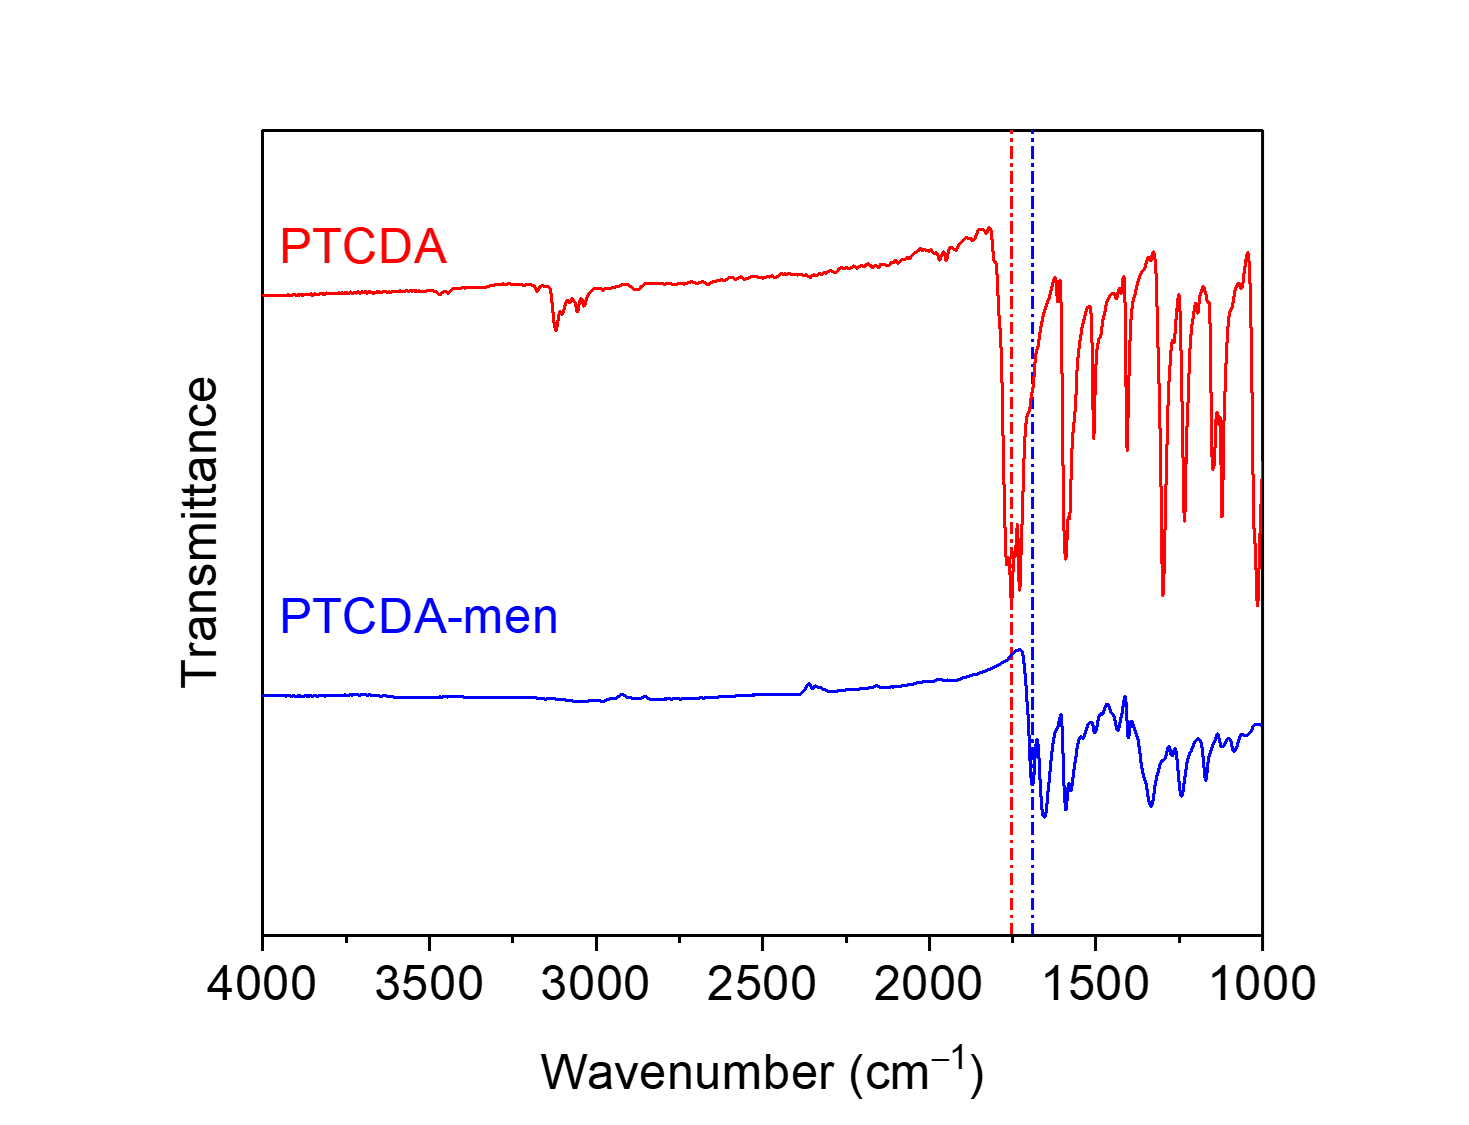 PTCDA
PTCDA-men
Transmittance
4000 3500 3000 2500 2000 1500 1000
Wavenumber (cm⁻¹)